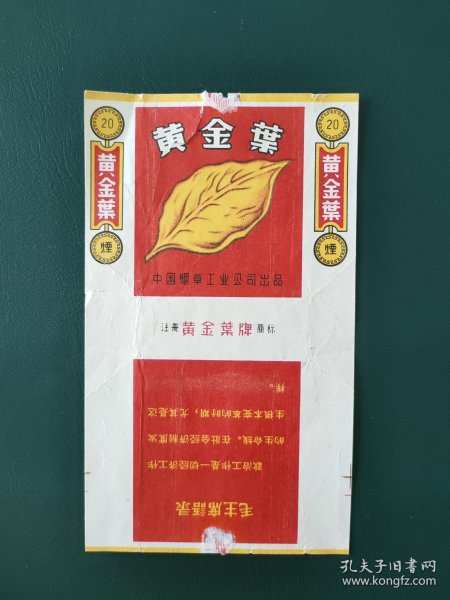 黄金葉
20
黄金葉
煙
20
黄金葉
煙
中国烟草工业公司出品
注册 黄金葉牌 商标
毛主席語录
政治工作是一切经济工作
的生命线。在社会经济制度发
生根本变革的时期，尤其是这
样。
孔夫子旧书网
www.kongfz.com